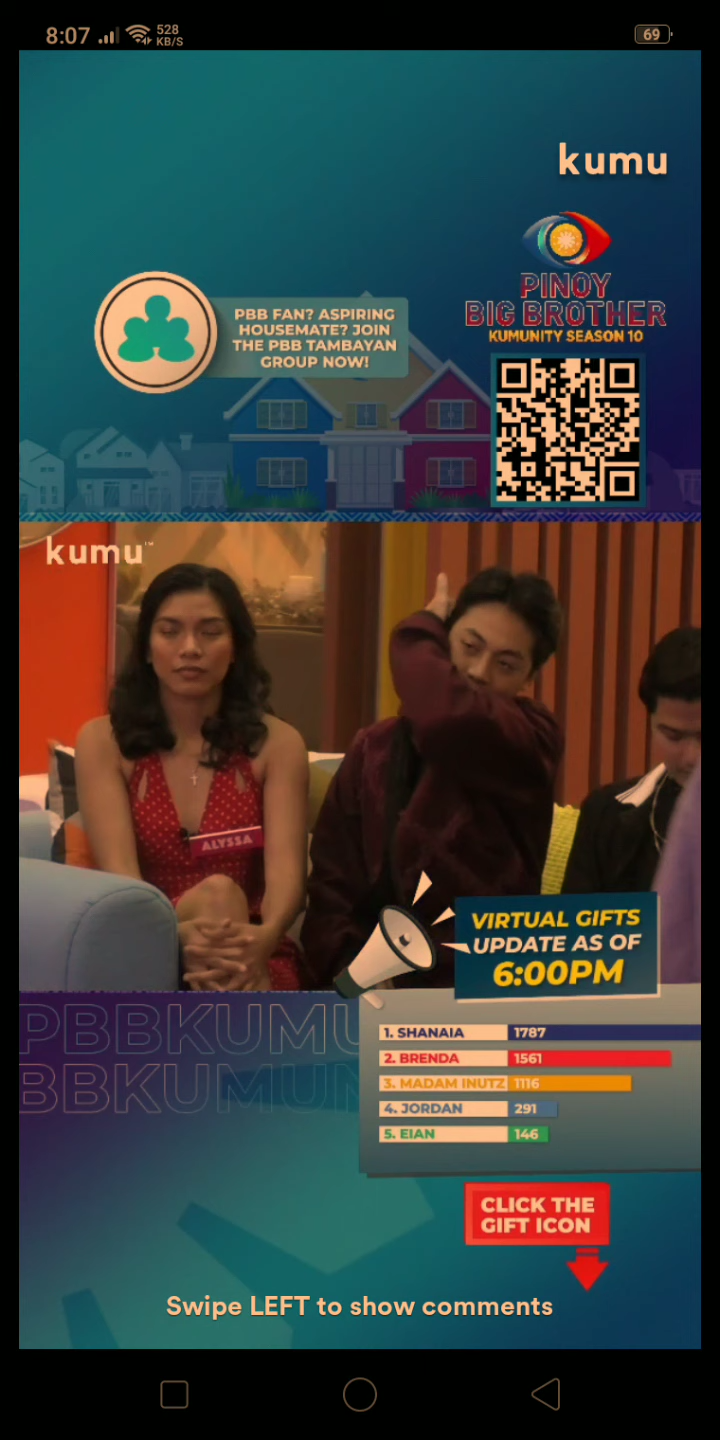 8:07
528
KB/S
69
kumu
PINOY
BIG BROTHER
KUMUNITY SEASON 10
PBB FAN? ASPIRING
HOUSEMATE? JOIN
THE PBB TAMBAYAN
GROUP NOW!
kumu™
ALYSSA
VIRTUAL GIFTS
UPDATE AS OF
6:00PM
PBBKUMU
BBKUMUN
1. SHANAIA 1787
2. BRENDA 1561
3. MADAM INUTZ 1116
4. JORDAN 291
5. EIAN 146
CLICK THE
GIFT ICON
Swipe LEFT to show comments